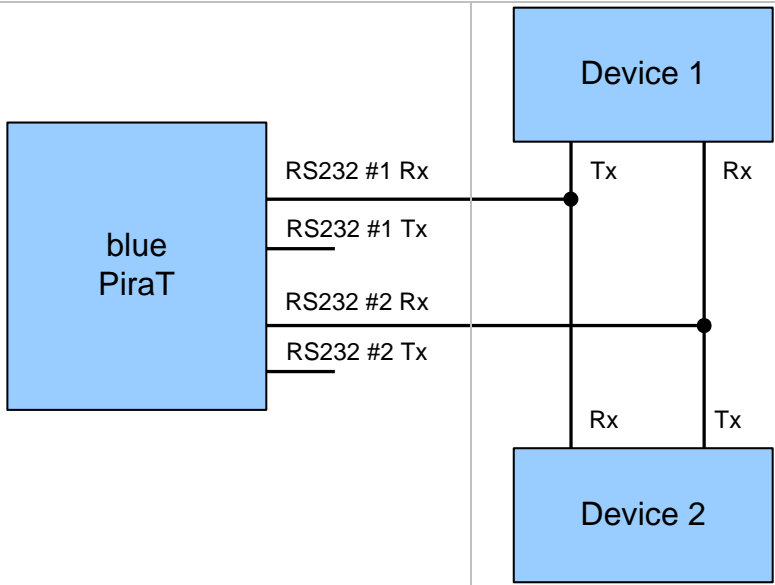 Device 1
Tx
Rx
RS232 #1 Rx
RS232 #1 Tx
blue
PiraT
RS232 #2 Rx
RS232 #2 Tx
Rx
Tx
Device 2